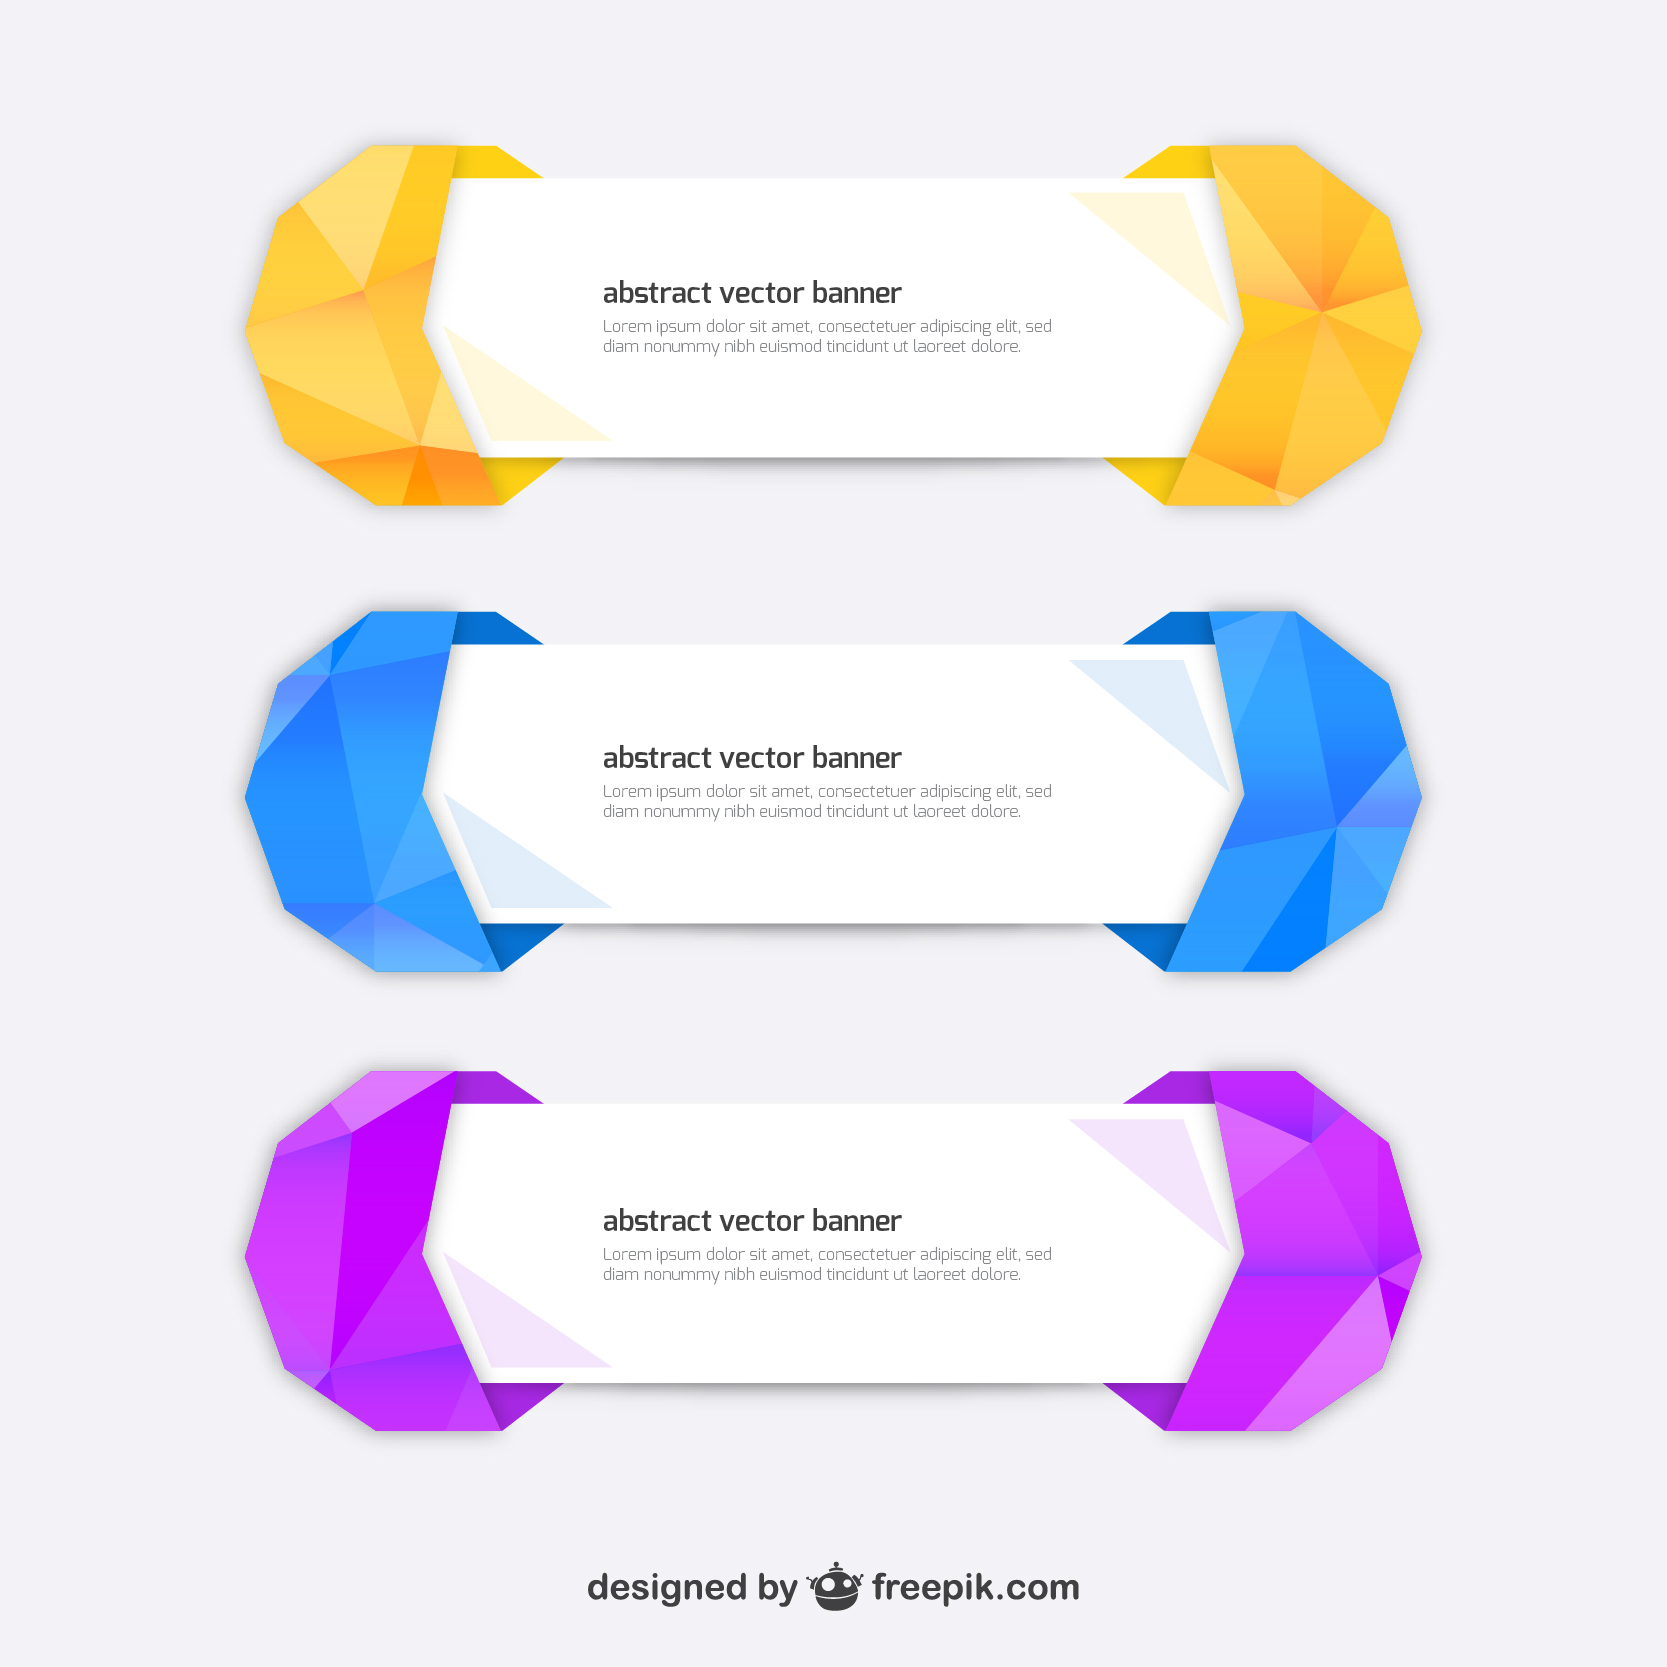 abstract vector banner
Lorem ipsum dolor sit amet, consectetuer adipiscing elit, sed
diam nonummy nibh euismod tincidunt ut laoreet dolore.
abstract vector banner
Lorem ipsum dolor sit amet, consectetuer adipiscing elit, sed
diam nonummy nibh euismod tincidunt ut laoreet dolore.
abstract vector banner
Lorem ipsum dolor sit amet, consectetuer adipiscing elit, sed
diam nonummy nibh euismod tincidunt ut laoreet dolore.
designed by freepik.com